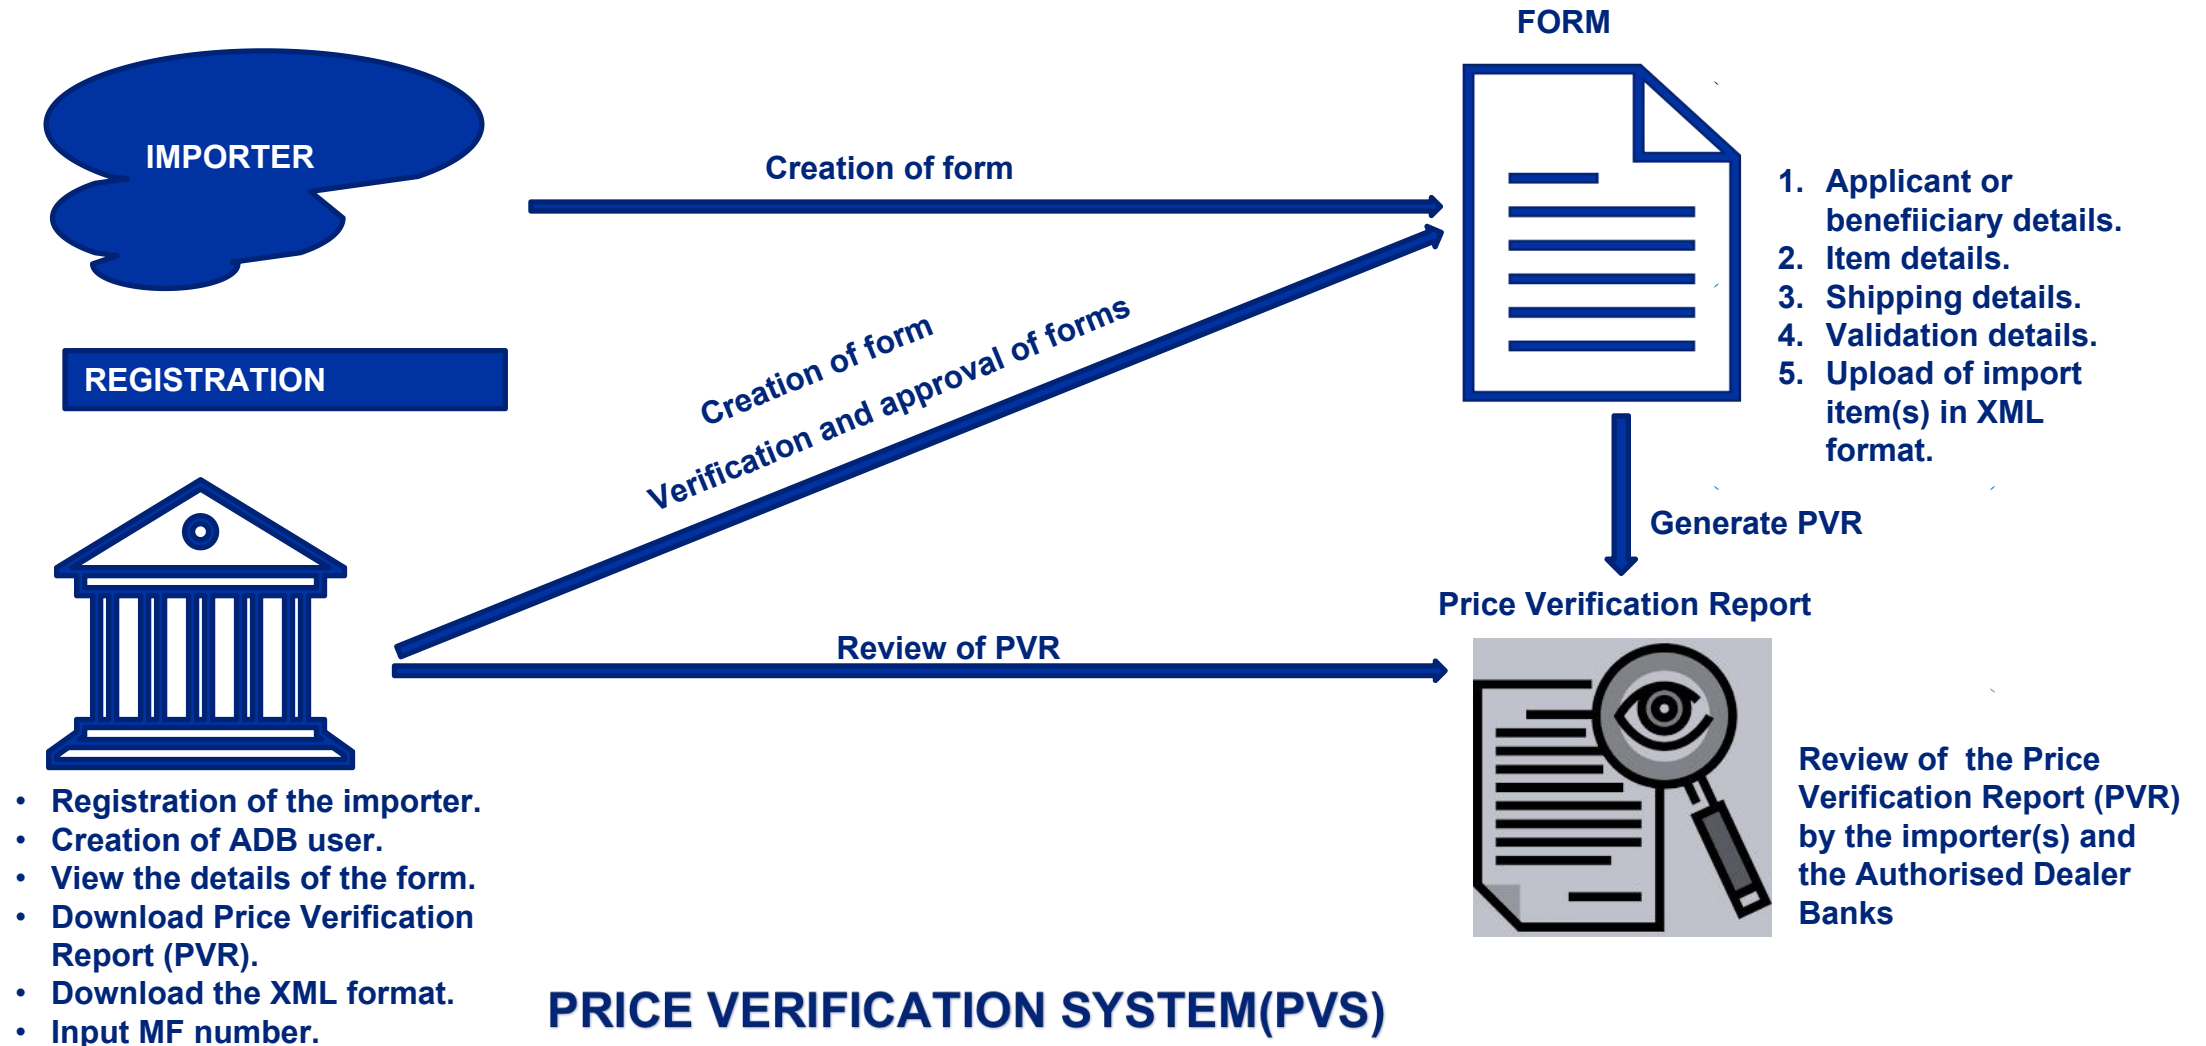 FORM
IMPORTER
Creation of form
1. Applicant or
benefiiciary details.
2. Item details.
3. Shipping details.
4. Validation details.
5. Upload of import
item(s) in XML
format.
REGISTRATION
Creation of form
Verification and approval of forms
Generate PVR
Price Verification Report
Review of PVR
Review of  the Price
Verification Report (PVR)
by the importer(s) and
the Authorised Dealer
Banks
• Registration of the importer.
• Creation of ADB user.
• View the details of the form.
• Download Price Verification
Report (PVR).
• Download the XML format.
• Input MF number.
PRICE VERIFICATION SYSTEM(PVS)